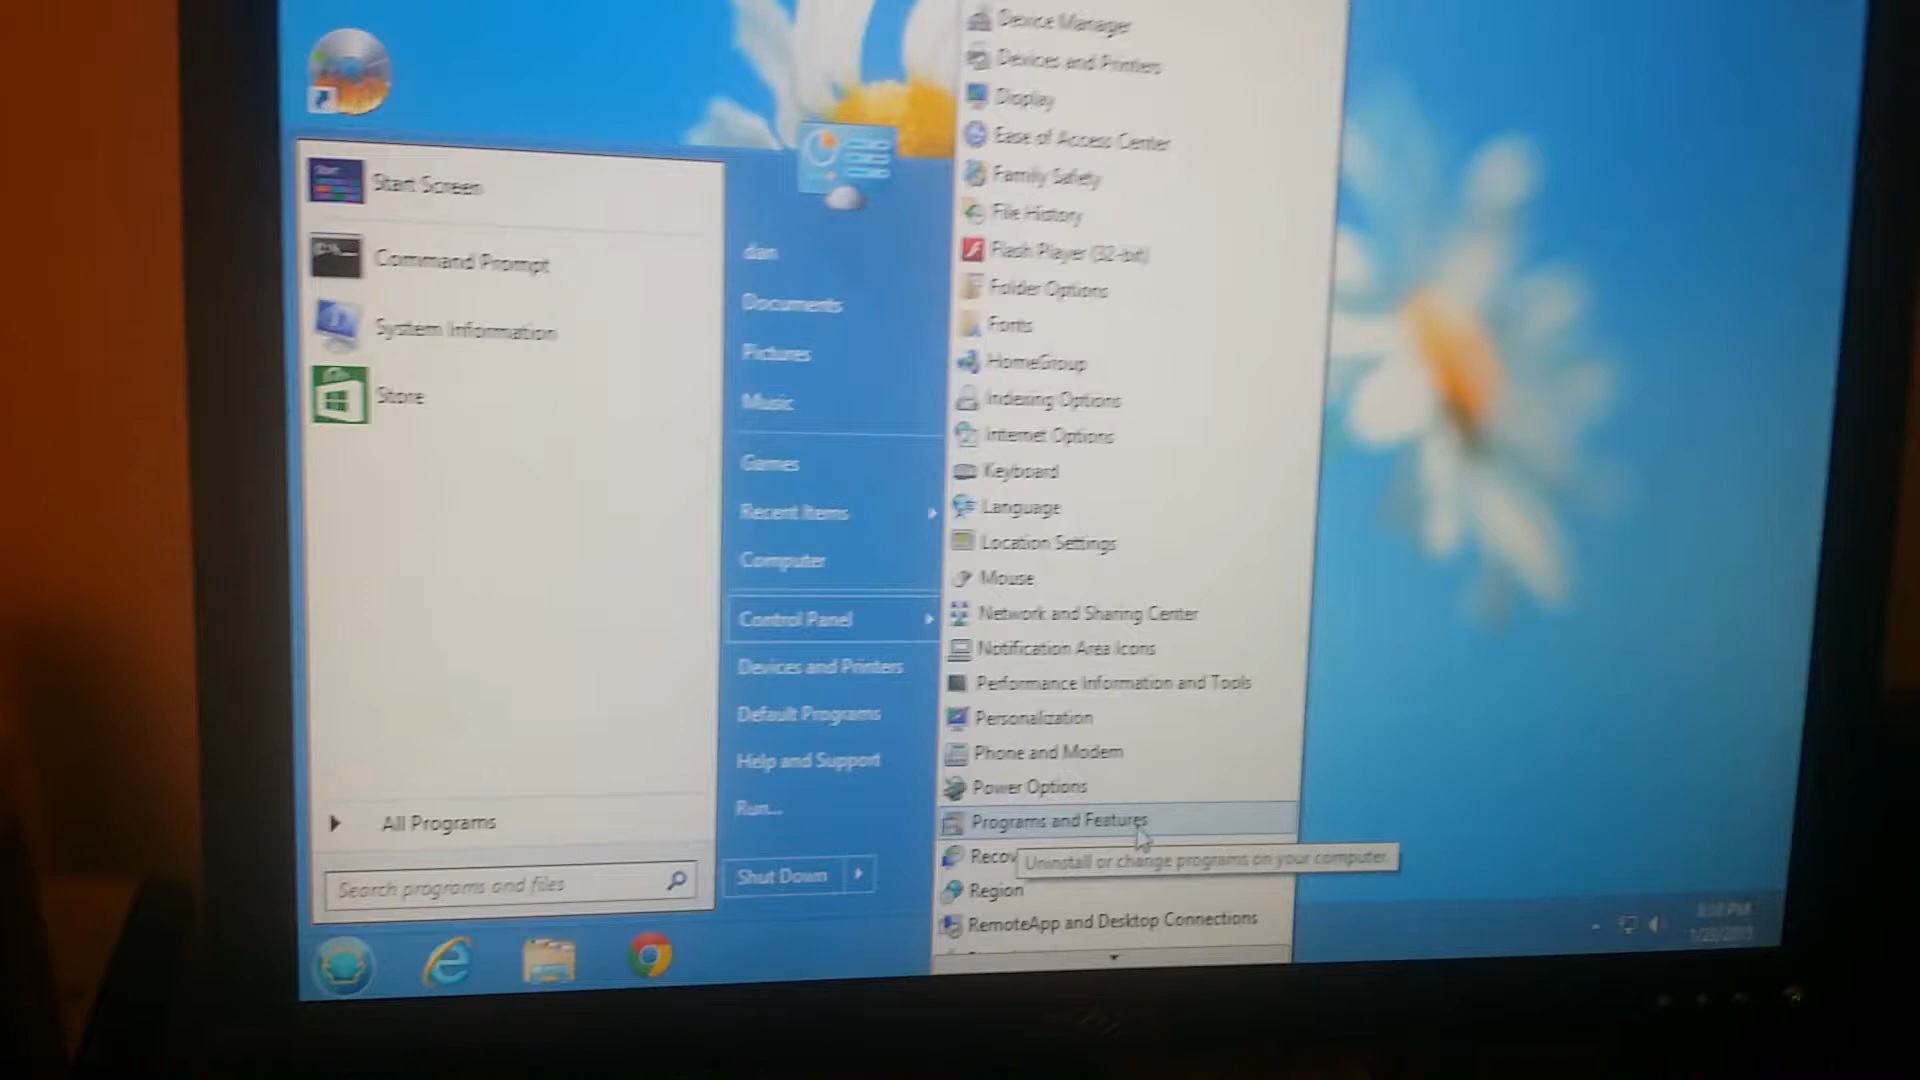 Start Screen
Command Prompt
System Information
Store
All Programs
Search programs and files
dan
Documents
Pictures
Music
Games
Recent Items
Computer
Control Panel
Devices and Printers
Default Programs
Help and Support
Run...
Shut Down
Device Manager
Devices and Printers
Display
Ease of Access Center
Family Safety
File History
Flash Player (32-bit)
Folder Options
Fonts
HomeGroup
Indexing Options
Internet Options
Keyboard
Language
Location Settings
Mouse
Network and Sharing Center
Notification Area Icons
Performance Information and Tools
Personalization
Phone and Modem
Power Options
Programs and Features
Recov
Uninstall or change programs on your computer.
Region
RemoteApp and Desktop Connections